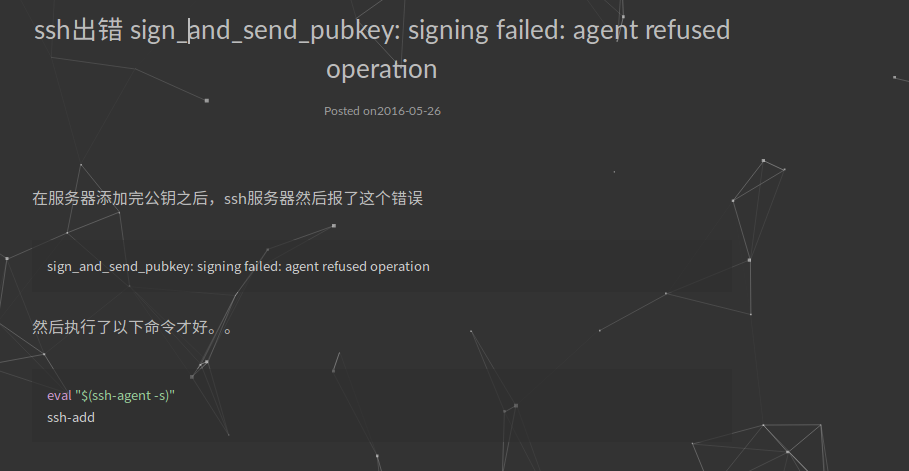 ssh出错 sign_and_send_pubkey: signing failed: agent refused
operation
Posted on2016-05-26
在服务器添加完公钥之后，ssh服务器然后报了这个错误
sign_and_send_pubkey: signing failed: agent refused operation
然后执行了以下命令才好。。
eval "$(ssh-agent -s)"
ssh-add